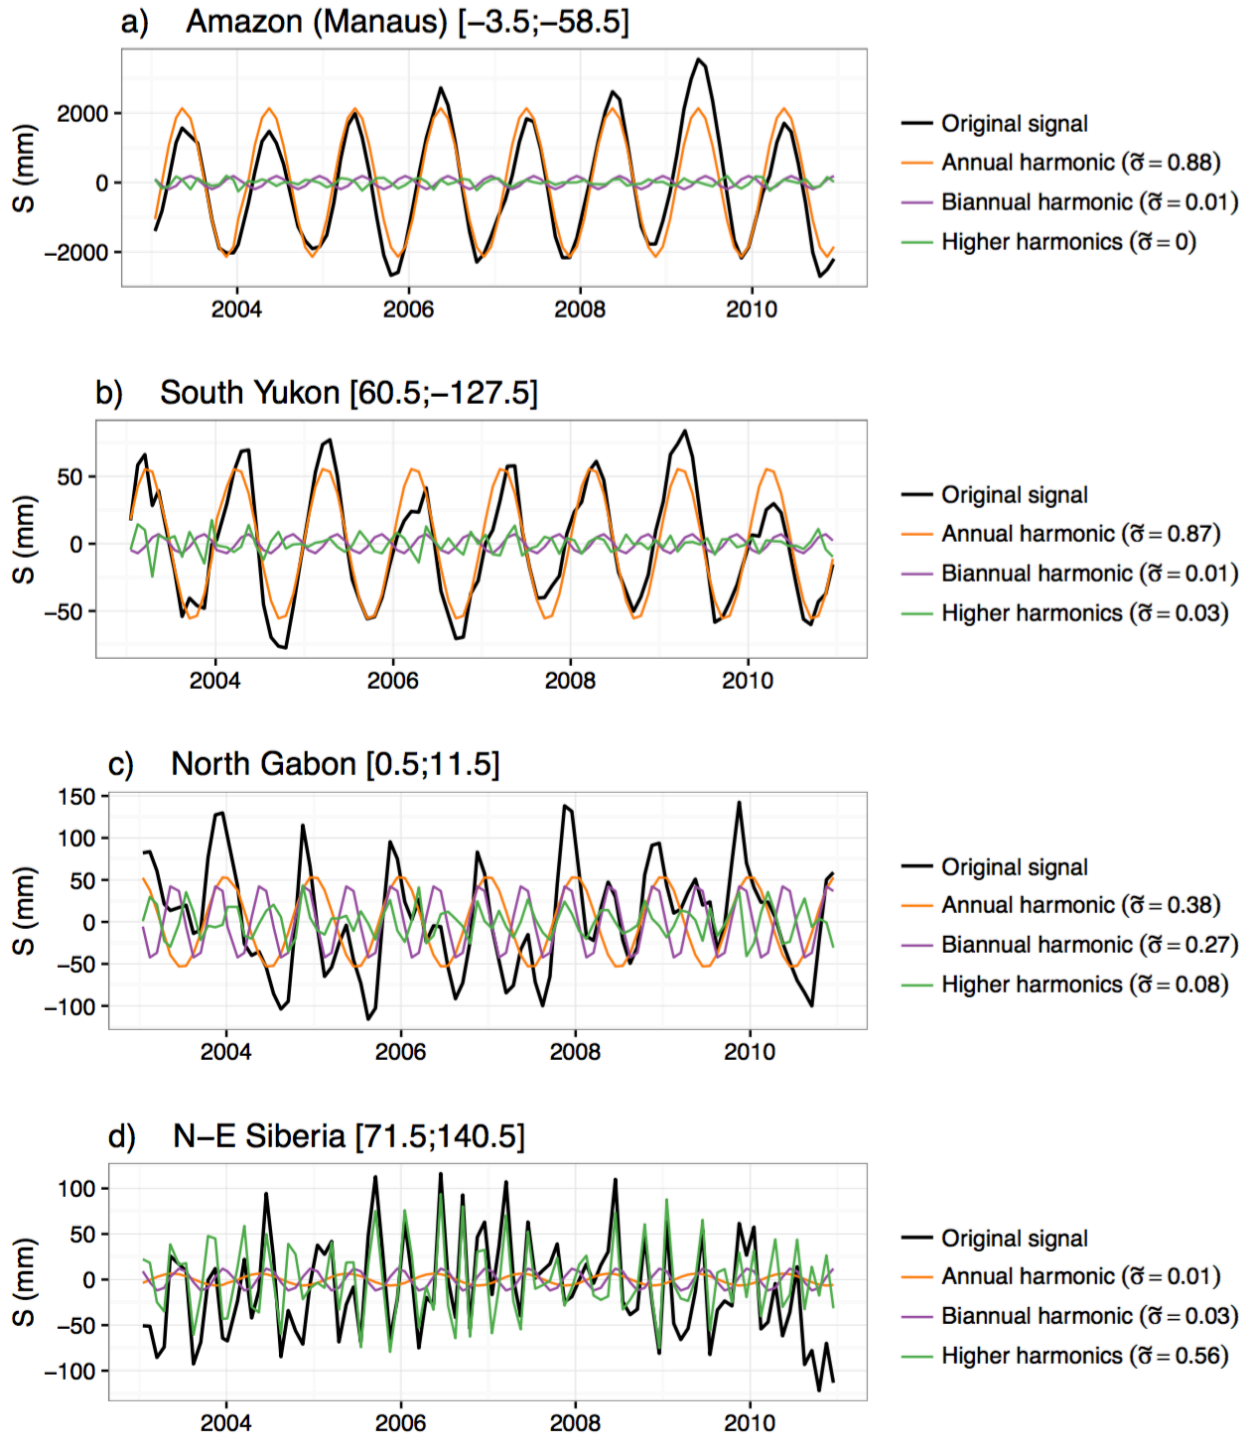 a) Amazon (Manaus) [−3.5;−58.5]
S (mm)
2000
0
−2000
2004 2006 2008 2010
Original signal
Annual harmonic (σ̃ = 0.88)
Biannual harmonic (σ̃ = 0.01)
Higher harmonics (σ̃ = 0)
b) South Yukon [60.5;−127.5]
S (mm)
50
0
−50
2004 2006 2008 2010
Original signal
Annual harmonic (σ̃ = 0.87)
Biannual harmonic (σ̃ = 0.01)
Higher harmonics (σ̃ = 0.03)
c) North Gabon [0.5;11.5]
S (mm)
150
100
50
0
−50
−100
2004 2006 2008 2010
Original signal
Annual harmonic (σ̃ = 0.38)
Biannual harmonic (σ̃ = 0.27)
Higher harmonics (σ̃ = 0.08)
d) N−E Siberia [71.5;140.5]
S (mm)
100
50
0
−50
−100
2004 2006 2008 2010
Original signal
Annual harmonic (σ̃ = 0.01)
Biannual harmonic (σ̃ = 0.03)
Higher harmonics (σ̃ = 0.56)